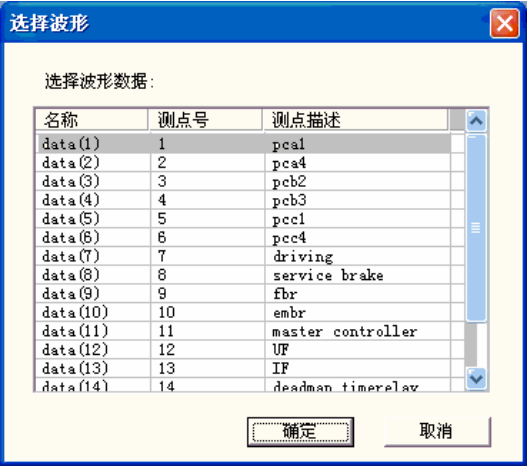 选择波形
选择波形数据:
名称 测点号 测点描述
data(1) 1 pca1
data(2) 2 pca4
data(3) 3 pcb2
data(4) 4 pcb3
data(5) 5 pcc1
data(6) 6 pcc4
data(7) 7 driving
data(8) 8 service brake
data(9) 9 fbr
data(10) 10 embr
data(11) 11 master controller
data(12) 12 UF
data(13) 13 IF
data(14) 14 deadman timerelay
确定 取消